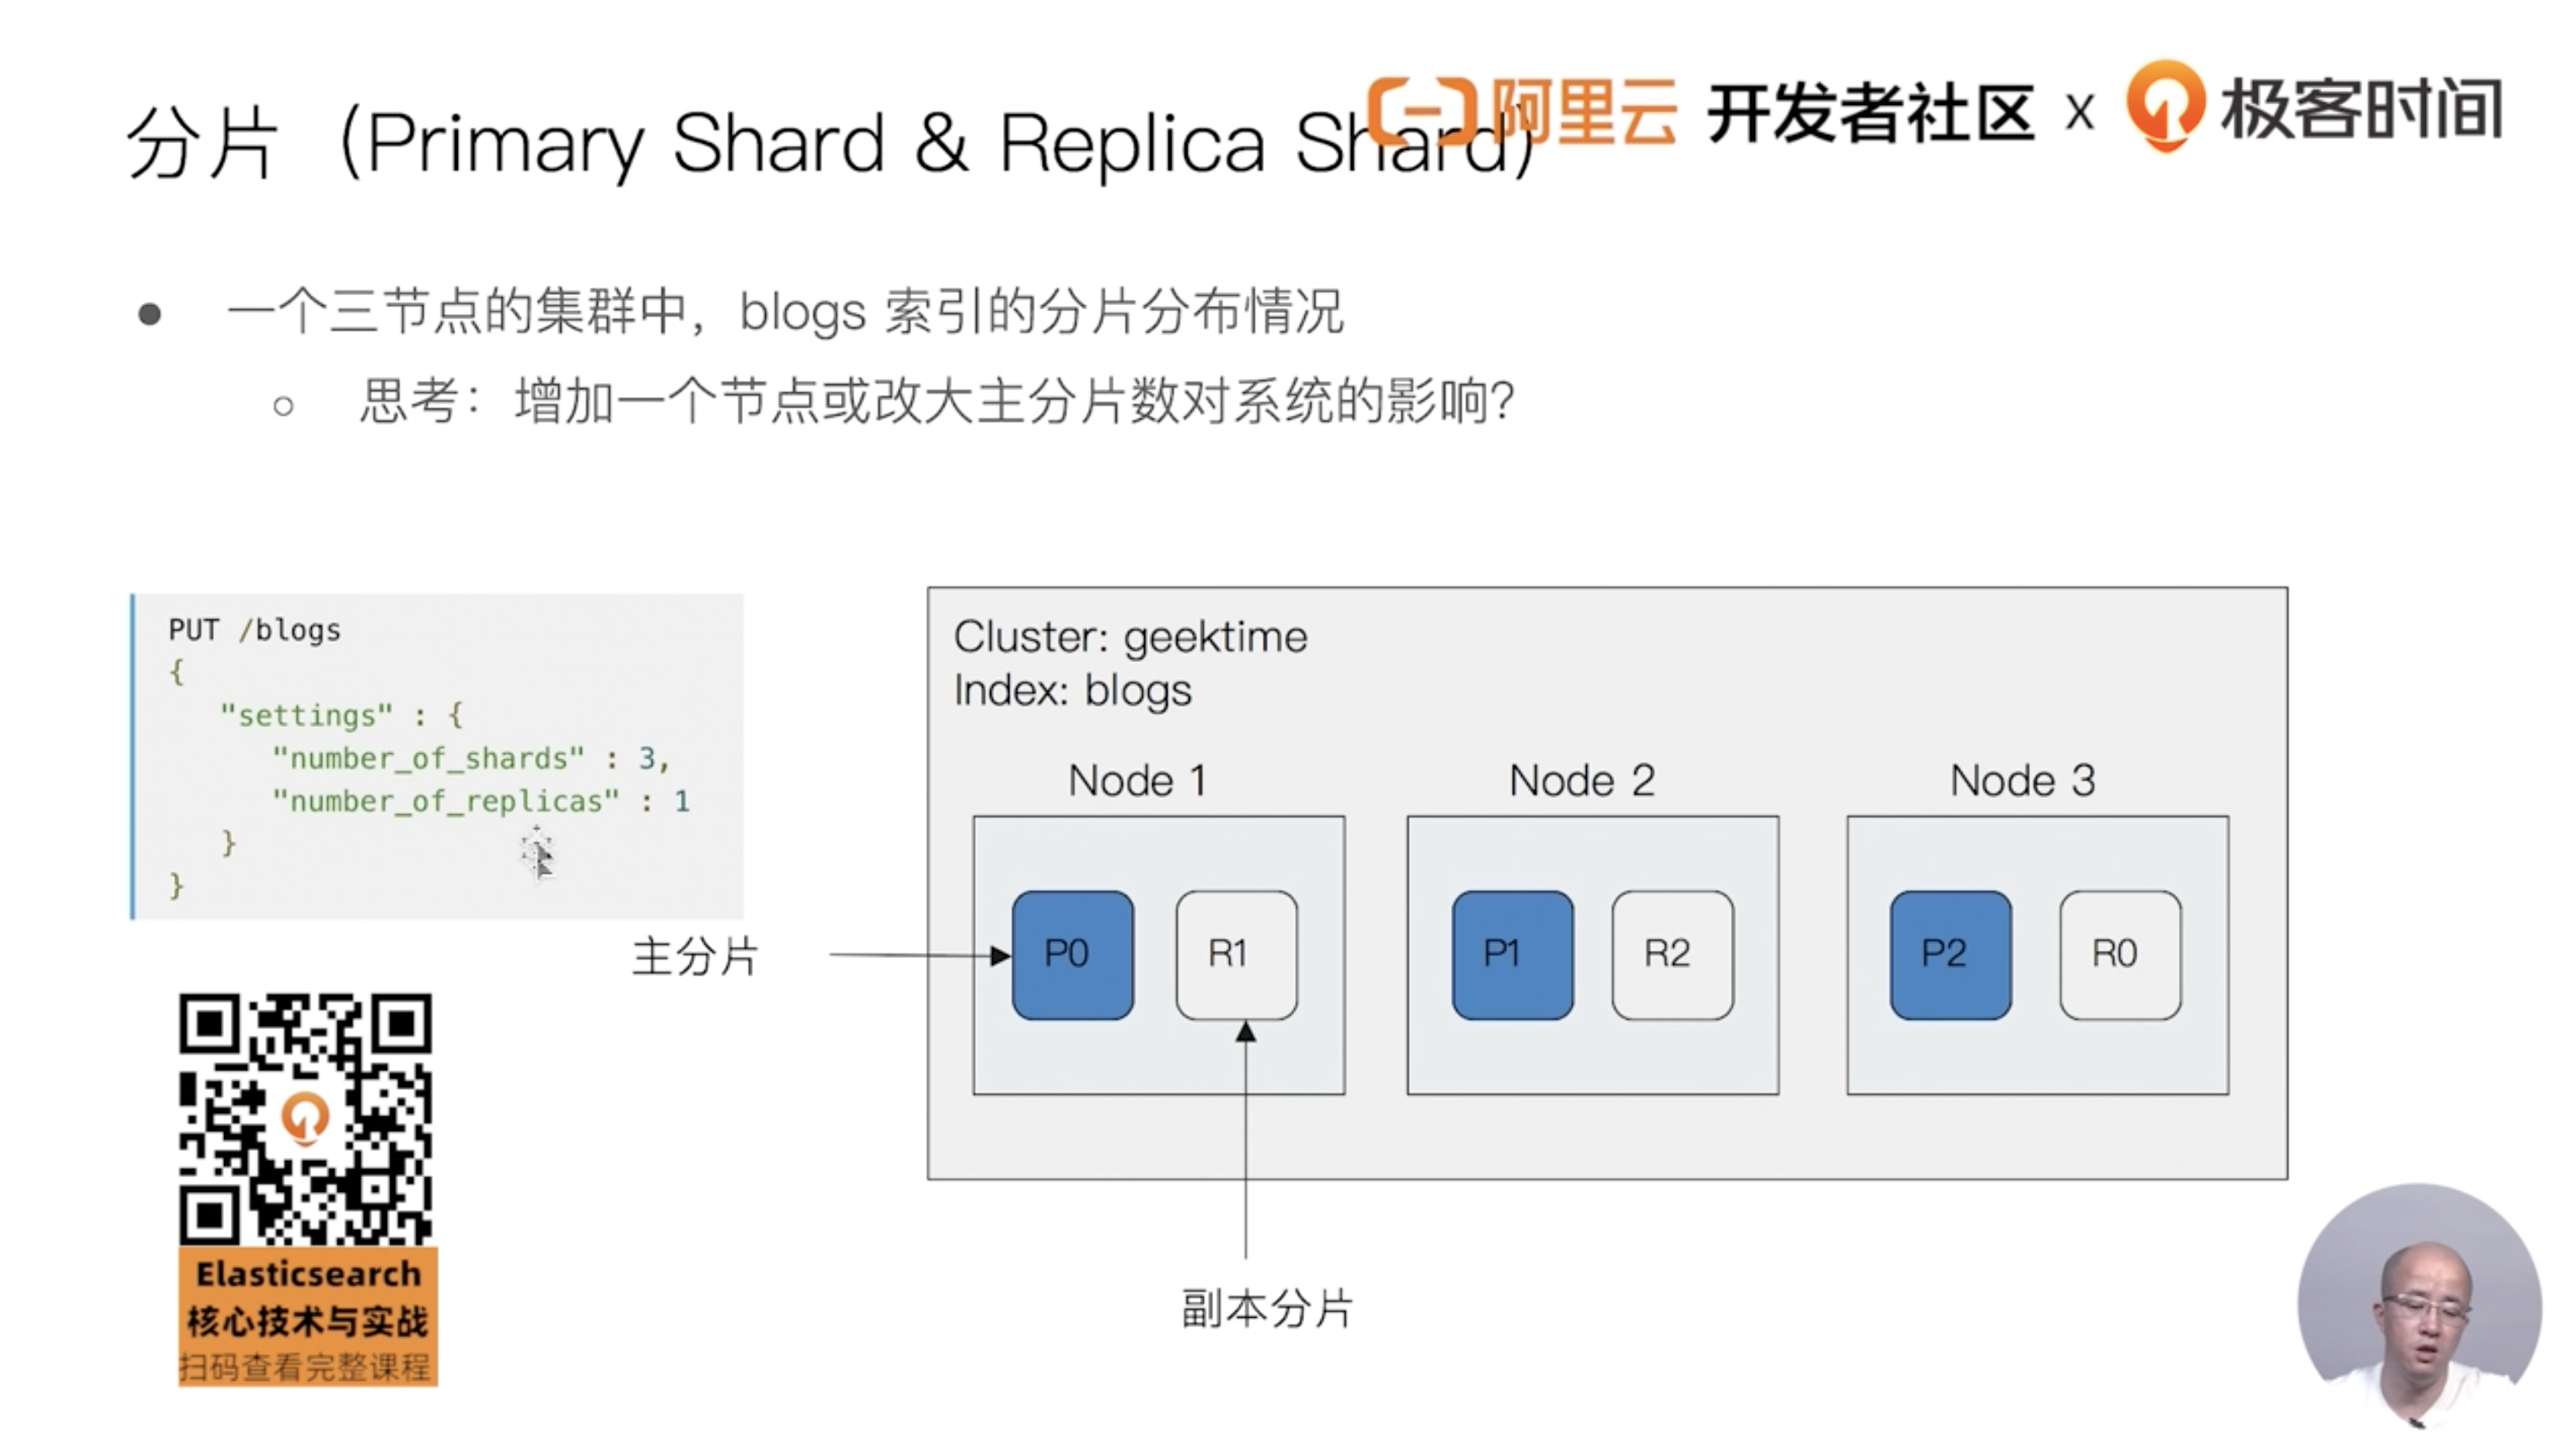 分片（Primary Shard & Replica Shard)
阿里云 开发者社区 x 极客时间
一个三节点的集群中，blogs 索引的分片分布情况
思考：增加一个节点或改大主分片数对系统的影响？
PUT /blogs
{
"settings" : {
"number_of_shards" : 3,
"number_of_replicas" : 1
}
}
Cluster: geektime
Index: blogs
Node 1 Node 2 Node 3
主分片 P0 R1 P1 R2 P2 R0
副本分片
Elasticsearch
核心技术与实战
扫码查看完整课程